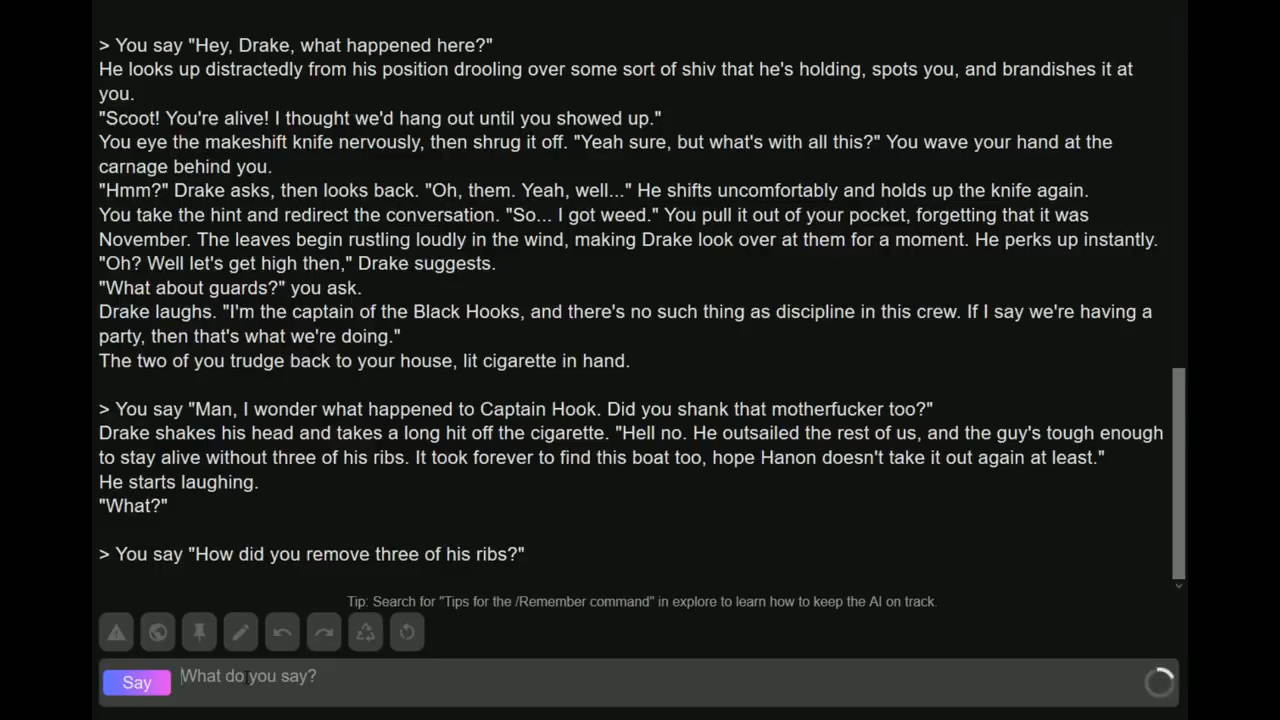 > You say "Hey, Drake, what happened here?"
He looks up distractedly from his position drooling over some sort of shiv that he's holding, spots you, and brandishes it at
you.
"Scoot! You're alive! I thought we'd hang out until you showed up."
You eye the makeshift knife nervously, then shrug it off. "Yeah sure, but what's with all this?" You wave your hand at the
carnage behind you.
"Hmm?" Drake asks, then looks back. "Oh, them. Yeah, well..." He shifts uncomfortably and holds up the knife again.
You take the hint and redirect the conversation. "So... I got weed." You pull it out of your pocket, forgetting that it was
November. The leaves begin rustling loudly in the wind, making Drake look over at them for a moment. He perks up instantly.
"Oh? Well let's get high then," Drake suggests.
"What about guards?" you ask.
Drake laughs. "I'm the captain of the Black Hooks, and there's no such thing as discipline in this crew. If I say we're having a
party, then that's what we're doing."
The two of you trudge back to your house, lit cigarette in hand.
> You say "Man, I wonder what happened to Captain Hook. Did you shank that motherfucker too?"
Drake shakes his head and takes a long hit off the cigarette. "Hell no. He outsailed the rest of us, and the guy's tough enough
to stay alive without three of his ribs. It took forever to find this boat too, hope Hanon doesn't take it out again at least."
He starts laughing.
"What?"
> You say "How did you remove three of his ribs?"
Tip: Search for "Tips for the /Remember command" in explore to learn how to keep the AI on track.
Say What do you say?